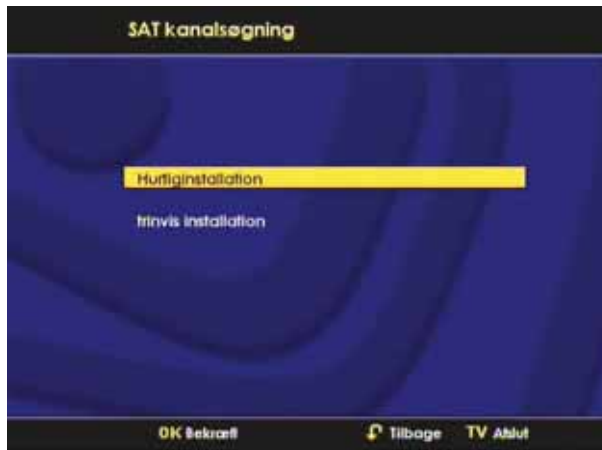 SAT kanalsøgning
Hurtiginstallation
trinvis installation
OK Bekræft Tilbage TV Afslut